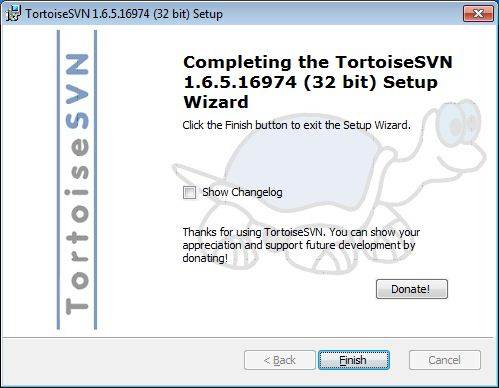 TortoiseSVN 1.6.5.16974 (32 bit) Setup
TortoiseSVN
Completing the TortoiseSVN
1.6.5.16974 (32 bit) Setup
Wizard
Click the Finish button to exit the Setup Wizard.
Show Changelog
Thanks for using TortoiseSVN. You can show your
appreciation and support future development by
donating!
Donate!
< Back Finish Cancel